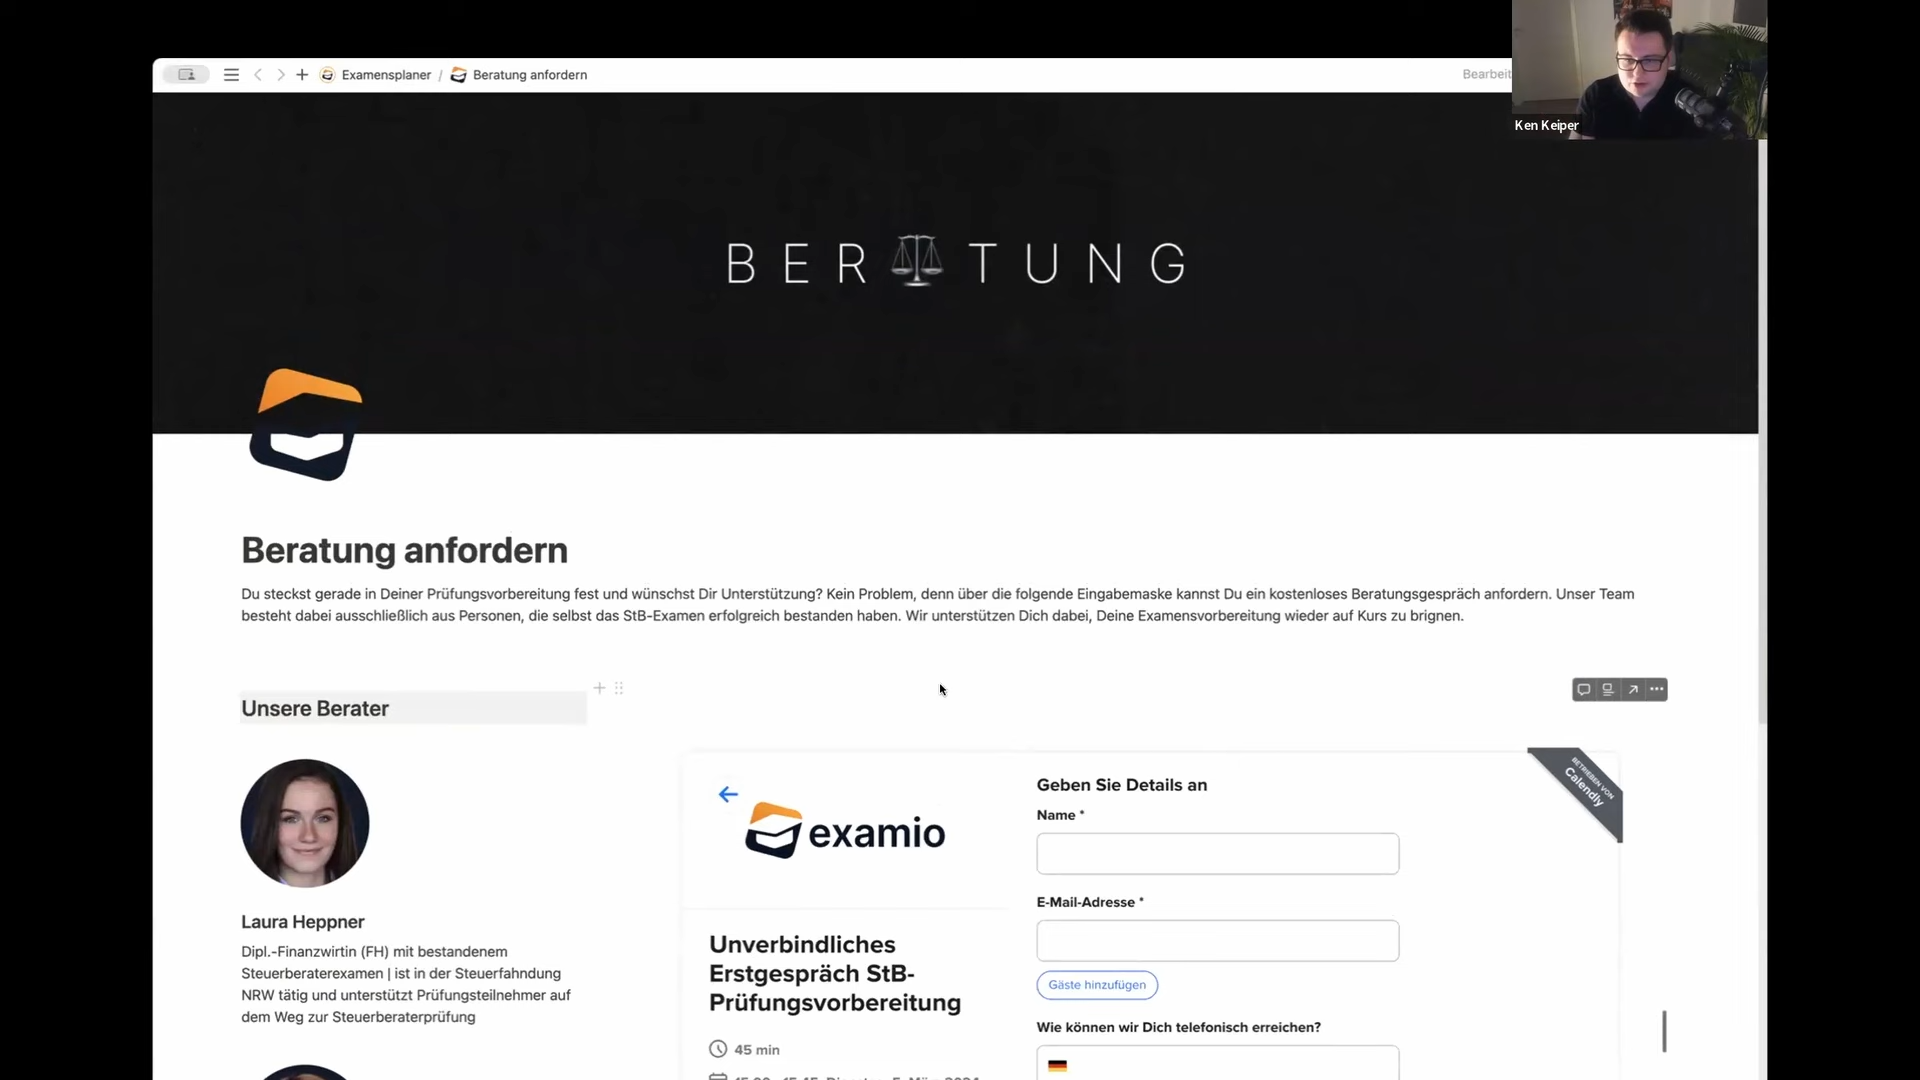 Examensplaner / Beratung anfordern
Bearbeit
Ken Keiper
BERATUNG
Beratung anfordern
Du steckst gerade in Deiner Prüfungsvorbereitung fest und wünschst Dir Unterstützung? Kein Problem, denn über die folgende Eingabemaske kannst Du ein kostenloses Beratungsgespräch anfordern. Unser Team
besteht dabei ausschließlich aus Personen, die selbst das StB-Examen erfolgreich bestanden haben. Wir unterstützen Dich dabei, Deine Examensvorbereitung wieder auf Kurs zu brignen.
Unsere Berater
Laura Heppner
Dipl.-Finanzwirtin (FH) mit bestandenem
Steuerberaterexamen | ist in der Steuerfahndung
NRW tätig und unterstützt Prüfungsteilnehmer auf
dem Weg zur Steuerberaterprüfung
examio
Unverbindliches
Erstgespräch StB-
Prüfungsvorbereitung
45 min
Geben Sie Details an
Name *
E-Mail-Adresse *
Gäste hinzufügen
Wie können wir Dich telefonisch erreichen?
BETRIEBEN VON
Calendly